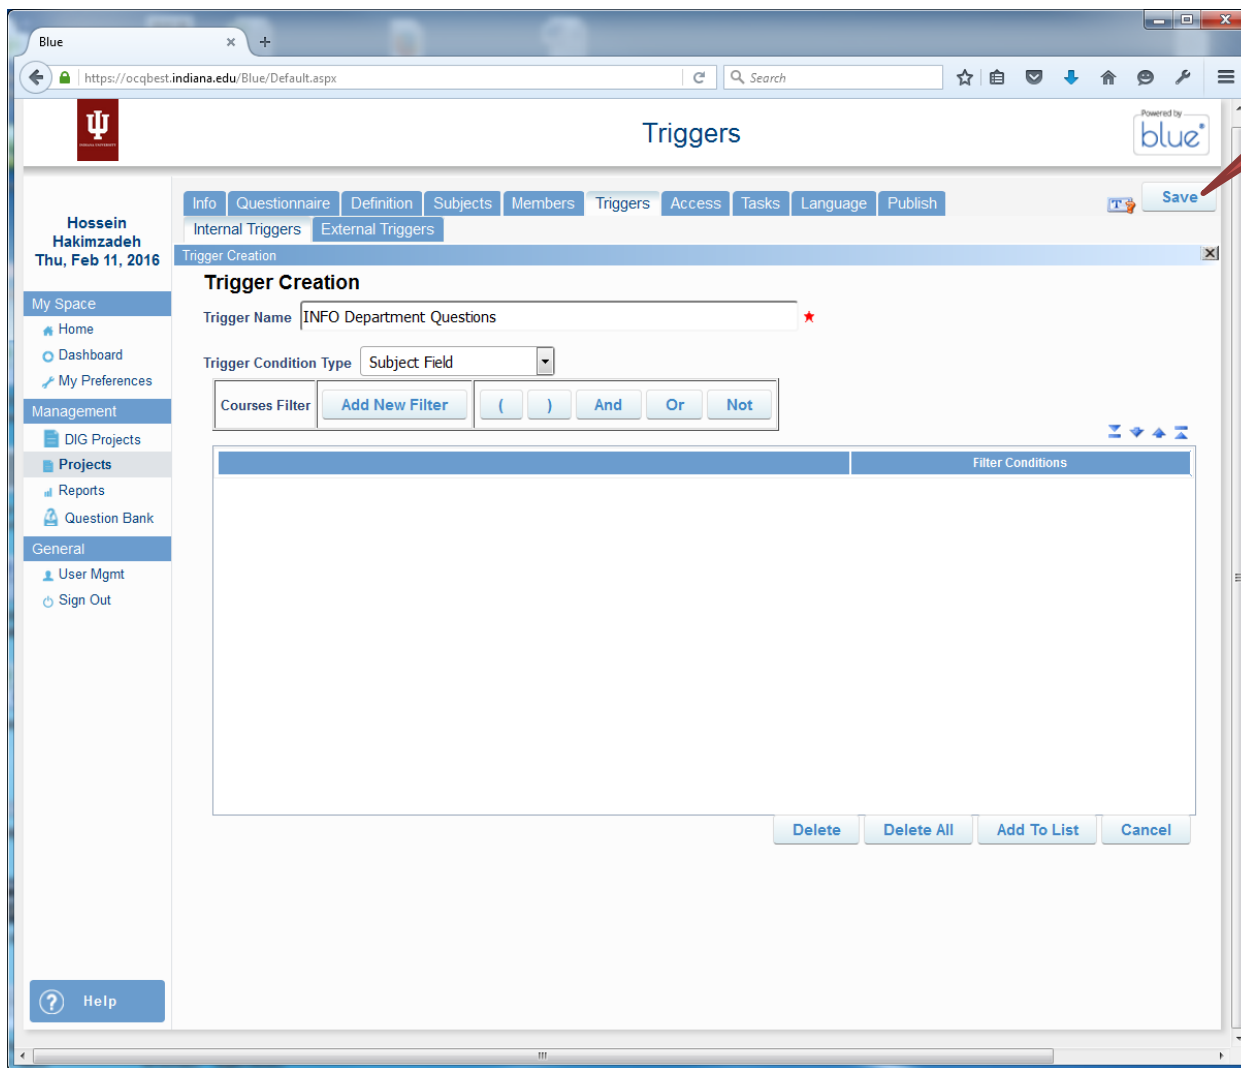 Blue
https://ocqbest.indiana.edu/Blue/Default.aspx
Search
INDIANA UNIVERSITY
Triggers
Powered by
blue
Info Questionnaire Definition Subjects Members Triggers Access Tasks Language Publish
T
Save
Internal Triggers External Triggers
Hossein
Hakimzadeh
Thu, Feb 11, 2016
Trigger Creation
Trigger Creation
Trigger Name INFO Department Questions
Trigger Condition Type Subject Field
Courses Filter Add New Filter ( ) And Or Not
Filter Conditions
My Space
Home
Dashboard
My Preferences
Management
DIG Projects
Projects
Reports
Question Bank
General
User Mgmt
Sign Out
Delete Delete All Add To List Cancel
? Help